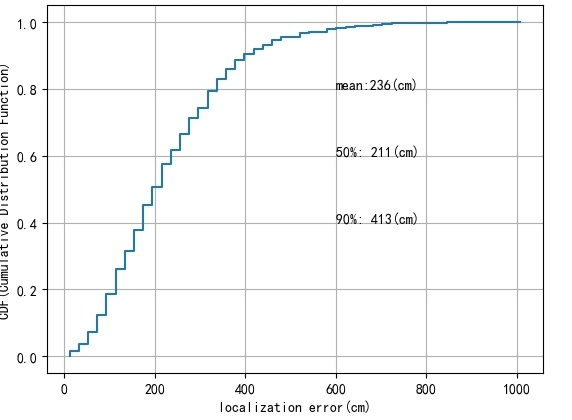 1.0
0.8
0.6
0.4
0.2
0.0
CDF(Cumulative Distribution Function)
mean:236(cm)
50%: 211(cm)
90%: 413(cm)
0 200 400 600 800 1000
localization error(cm)